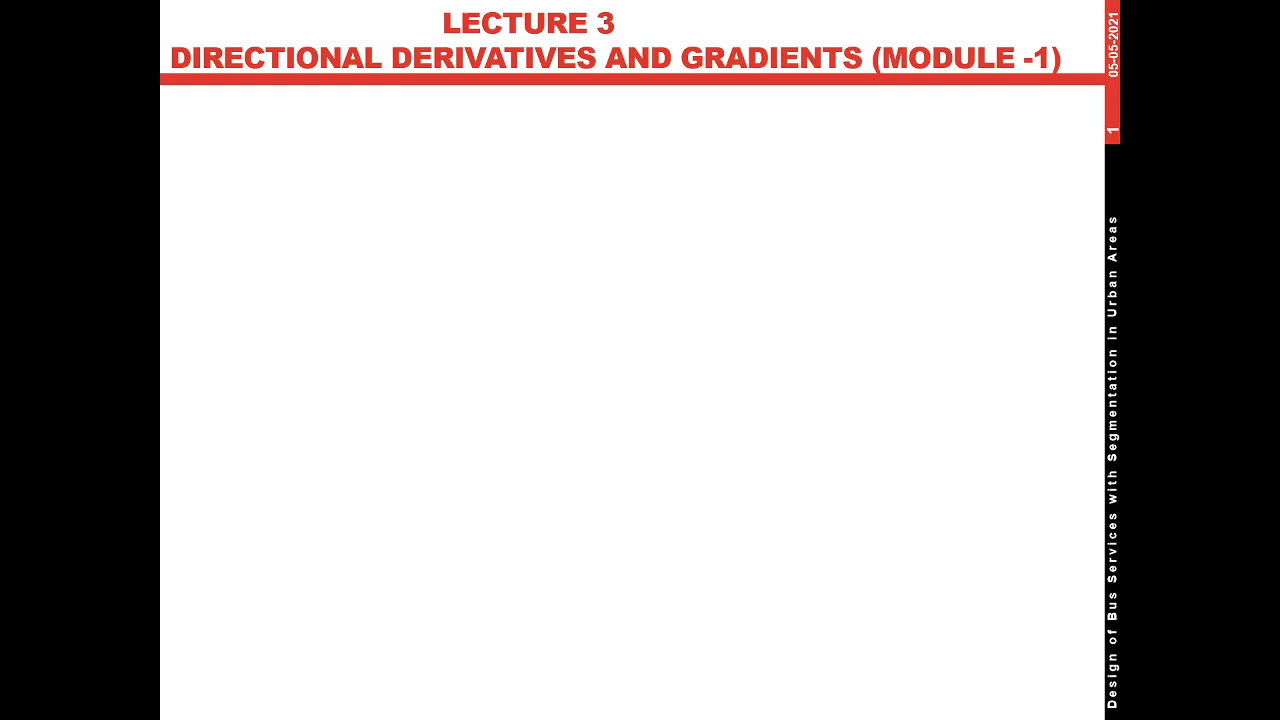 LECTURE 3
DIRECTIONAL DERIVATIVES AND GRADIENTS (MODULE -1)
05-05-2021
1
Design of Bus Services with Segmentation in Urban Areas